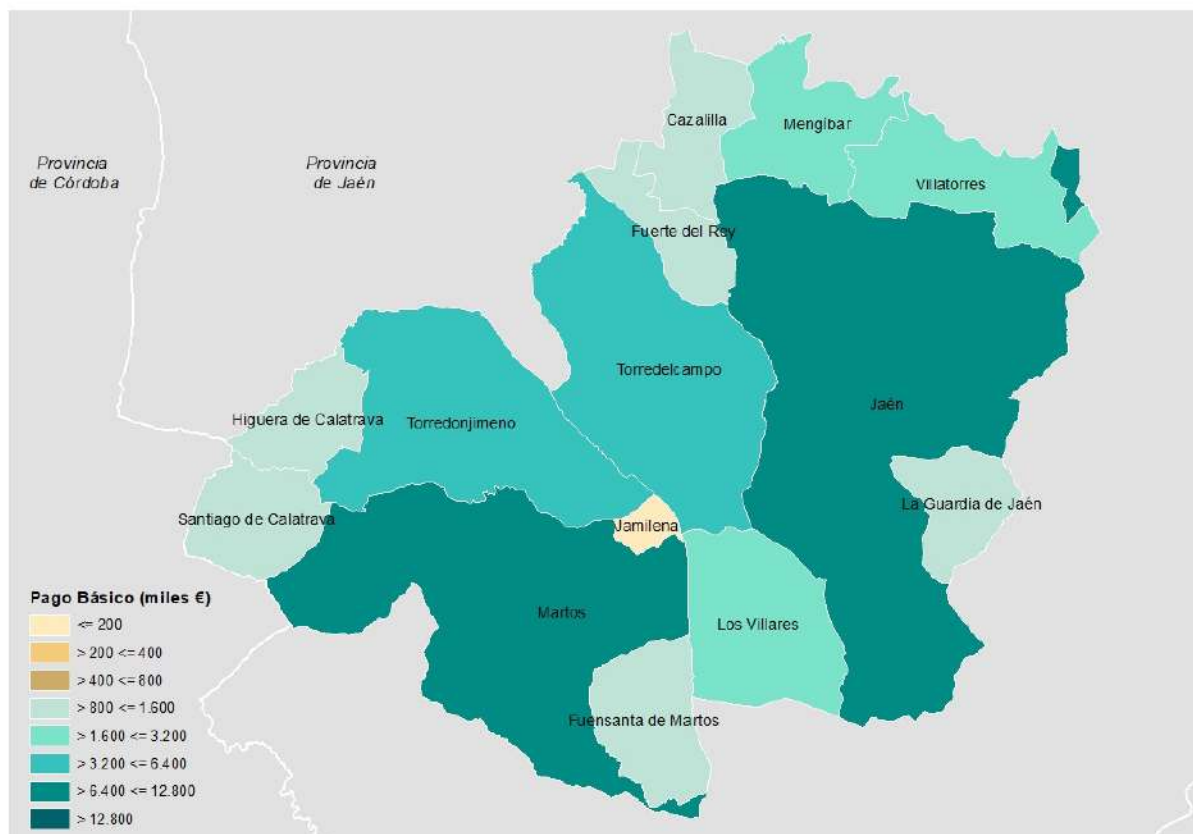 Cazalilla
Mengíbar
Provincia
de Córdoba
Provincia
de Jaén
Villatorres
Fuerte del Rey
Torredelcampo
Jaén
Higuera de Calatrava
Torredonjimeno
La Guardia de Jaén
Santiago de Calatrava
Jamilena
Martos
Los Villares
Fuensanta de Martos
Pago Básico (miles €)
<= 200
> 200 <= 400
> 400 <= 800
> 800 <= 1.600
> 1.600 <= 3.200
> 3.200 <= 6.400
> 6.400 <= 12.800
> 12.800